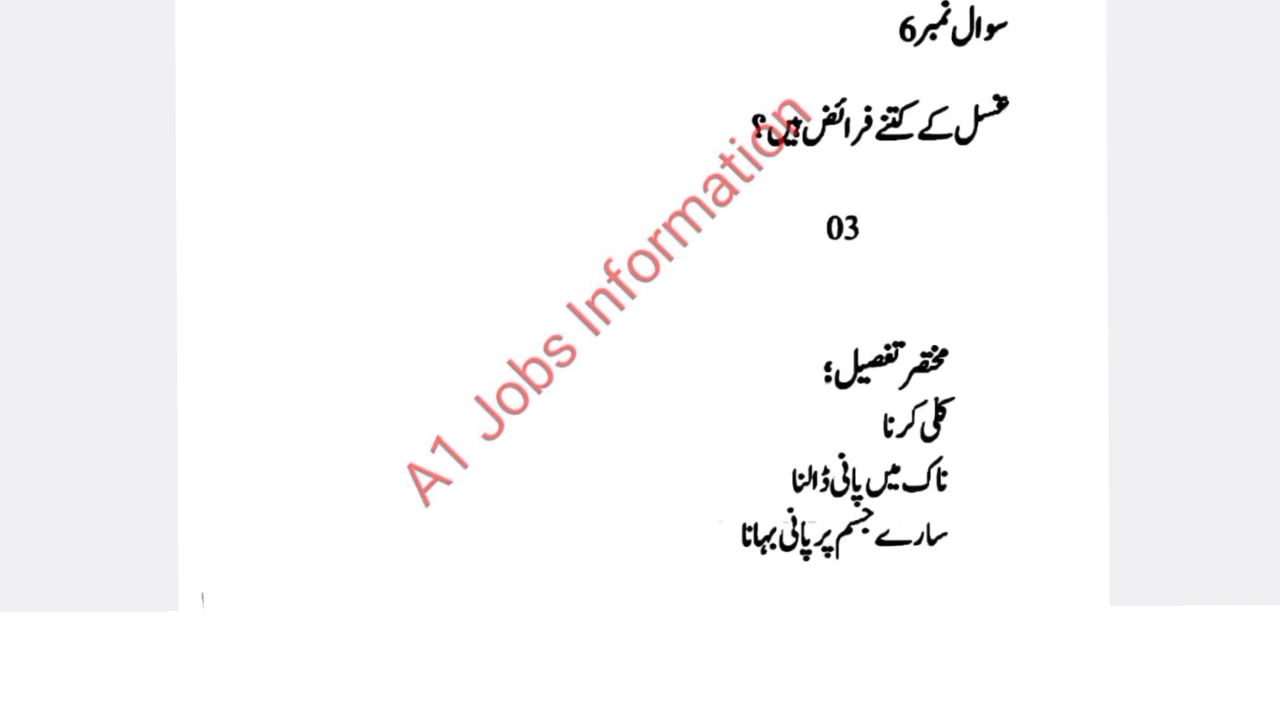 سوال نمبر6
غسل کے کتنے فرائض ہیں؟
03
مختصر تفصیل؛
کلی کرنا
ناک میں پانی ڈالنا
سارے جسم پر پانی بہانا
A1 Jobs Information